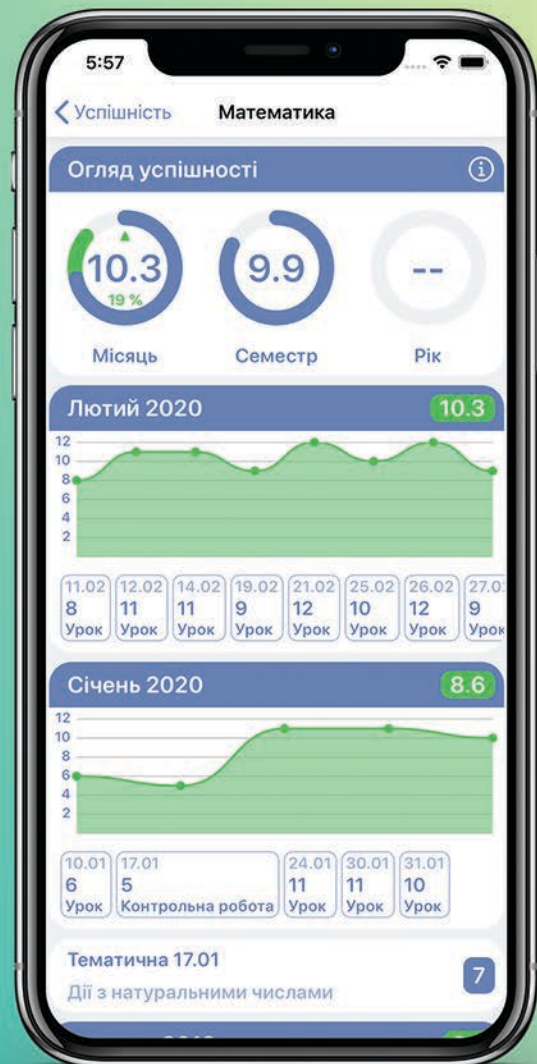 5:57
Успішність Математика
Огляд успішності
10.3 9.9 --
19 %
Місяць Семестр Рік
Лютий 2020 10.3
12
10
8
6
4
2
11.02 12.02 14.02 19.02 21.02 25.02 26.02 27.0
8 11 11 9 12 10 12 9
Урок Урок Урок Урок Урок Урок Урок Урок
Січень 2020 8.6
12
10
8
6
4
2
10.01 17.01 24.01 30.01 31.01
6 5 11 11 10
Урок Контрольна робота Урок Урок Урок
Тематична 17.01
7
Дії з натуральними числами